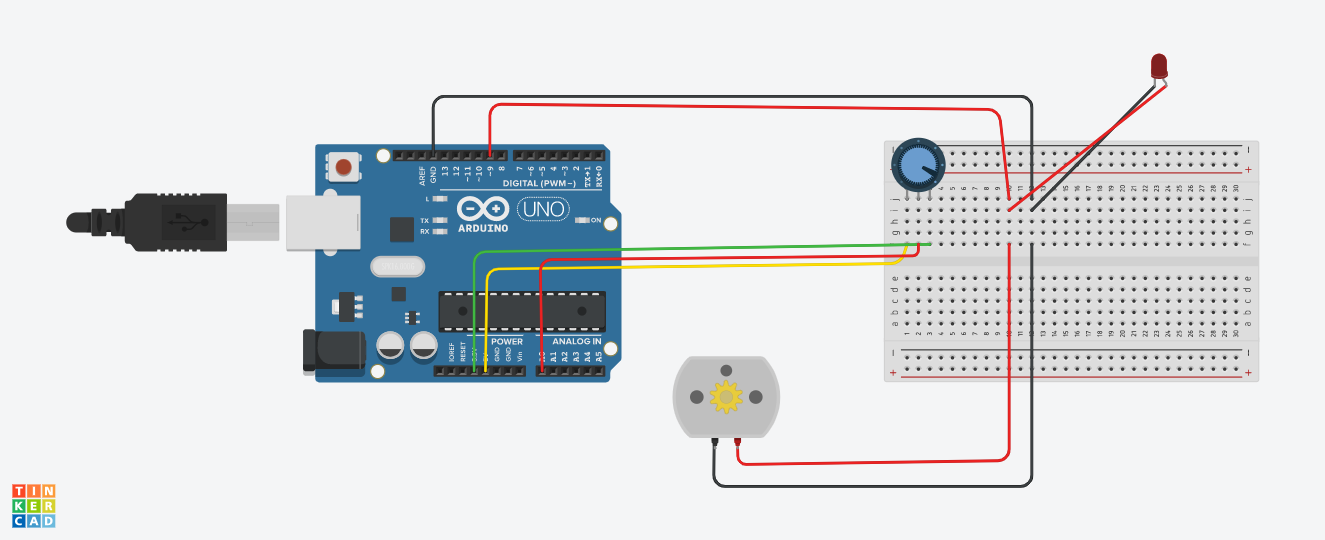 AREF
GND
13
12
~11
~10
~9
8
7
~6
~5
4
~3
2
TX→1
RX←0
DIGITAL (PWM~)
L
TX
RX
UNO
ARDUINO
ON
IOREF
RESET
GND
GND
Vin
POWER
ANALOG IN
A0
A1
A2
A3
A4
A5
j
i
h
g
f
e
d
c
b
a
1 2 3 4 5 6 7 8 9 10 11 12 13 14 15 16 17 18 19 20 21 22 23 24 25 26 27 28 29 30
TIN
KER
CAD